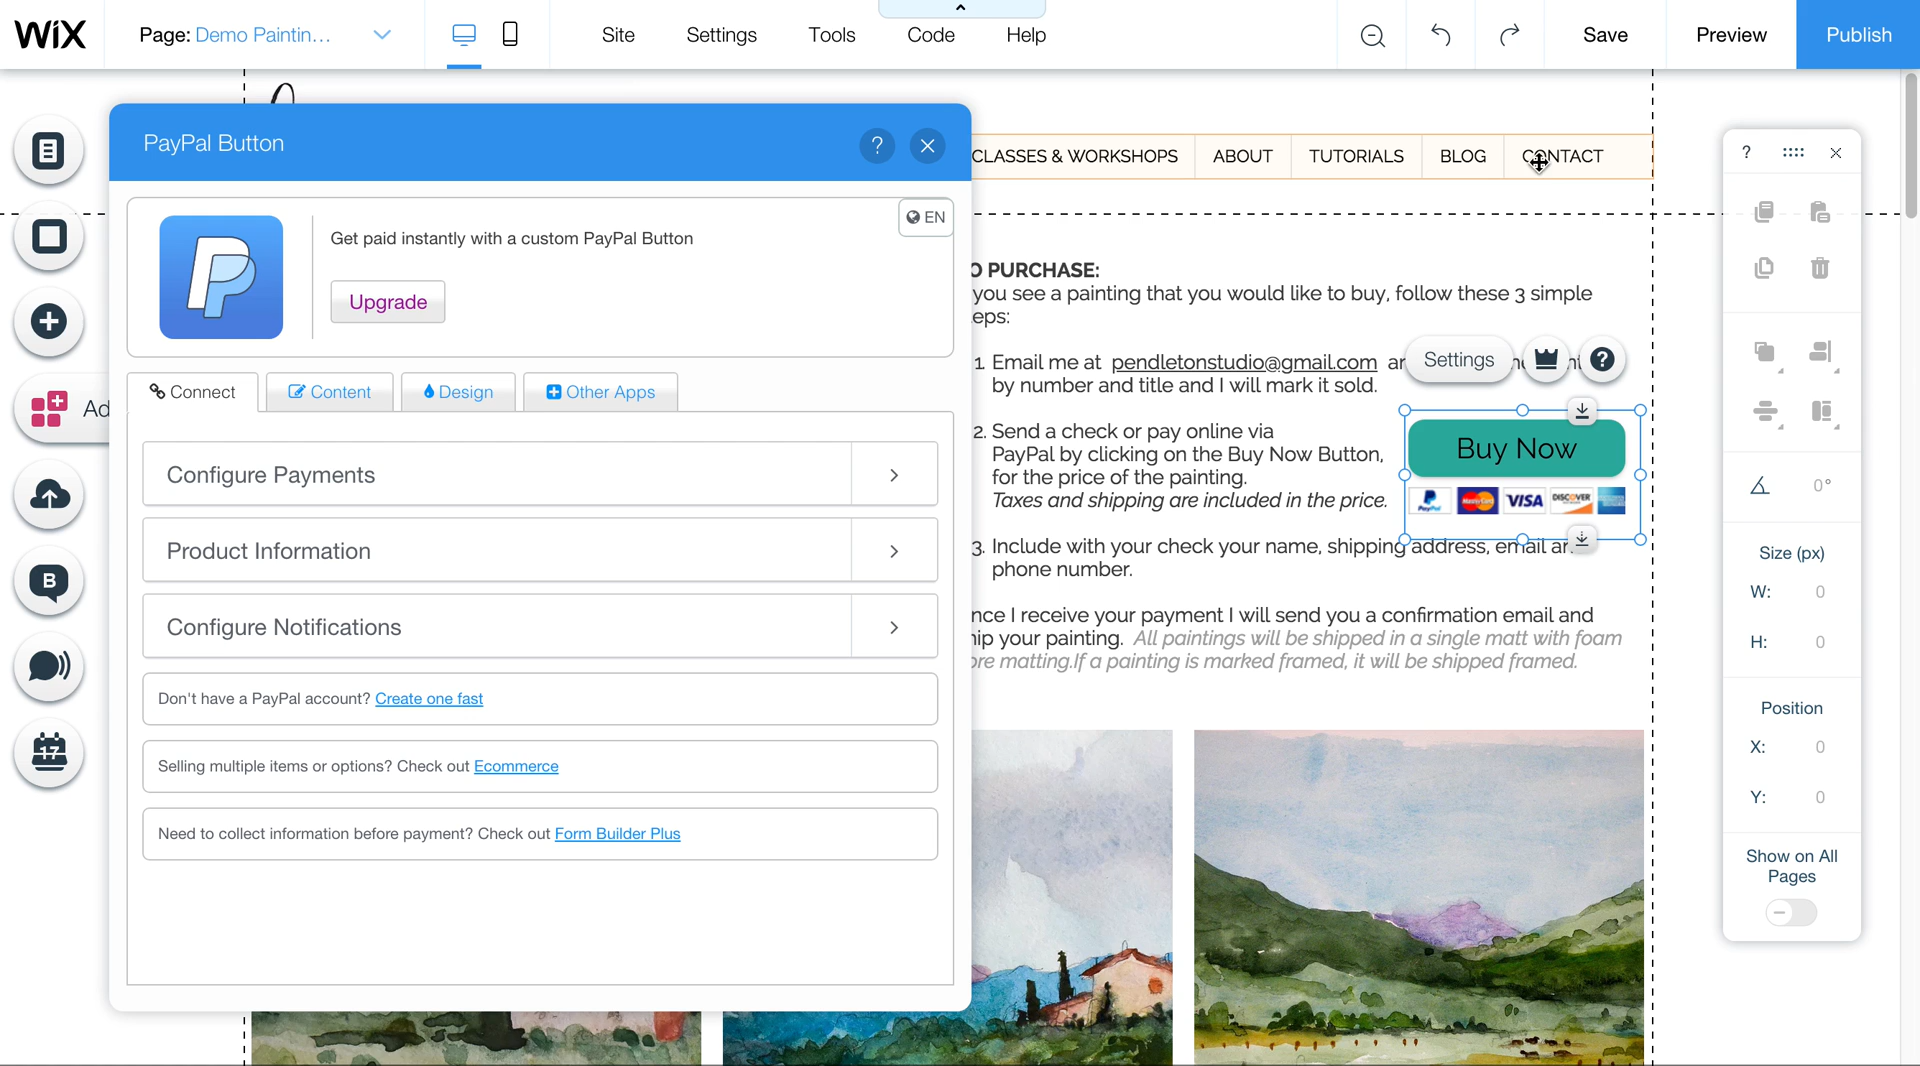 WiX
Page: Demo Paintin...
Site
Settings
Tools
Code
Help
Save
Preview
Publish
PayPal Button
?
EN
Get paid instantly with a custom PayPal Button
Upgrade
Connect
Content
Design
Other Apps
Configure Payments
Product Information
Configure Notifications
Don't have a PayPal account? Create one fast
Selling multiple items or options? Check out Ecommerce
Need to collect information before payment? Check out Form Builder Plus
Ad
B
17
CLASSES & WORKSHOPS
ABOUT
TUTORIALS
BLOG
CONTACT
O PURCHASE:
you see a painting that you would like to buy, follow these 3 simple
eps:
1. Email me at pendletonstudio@gmail.com
by number and title and I will mark it sold.
2. Send a check or pay online via
PayPal by clicking on the Buy Now Button,
for the price of the painting.
Taxes and shipping are included in the price.
Settings
?
Buy Now
PayPal
MasterCard
VISA
DISCOVER
3. Include with your check your name, shipping address, email
phone number.
nce I receive your payment I will send you a confirmation email and
hip your painting. All paintings will be shipped in a single matt with foam
ore matting.If a painting is marked framed, it will be shipped framed.
?
0°
Size (px)
W: 0
H: 0
Position
X: 0
Y: 0
Show on All
Pages